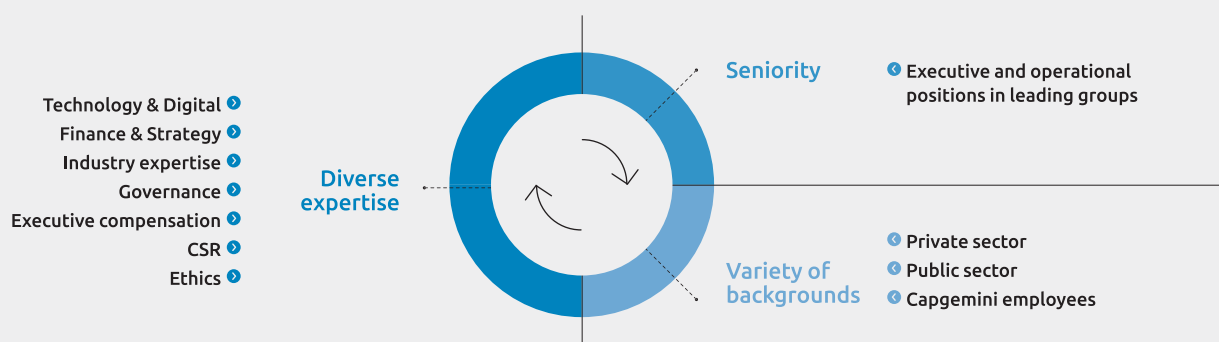 Technology & Digital
Finance & Strategy
Industry expertise
Governance
Executive compensation
CSR
Ethics
Diverse
expertise
Seniority
Executive and operational
positions in leading groups
Variety of
backgrounds
Private sector
Public sector
Capgemini employees